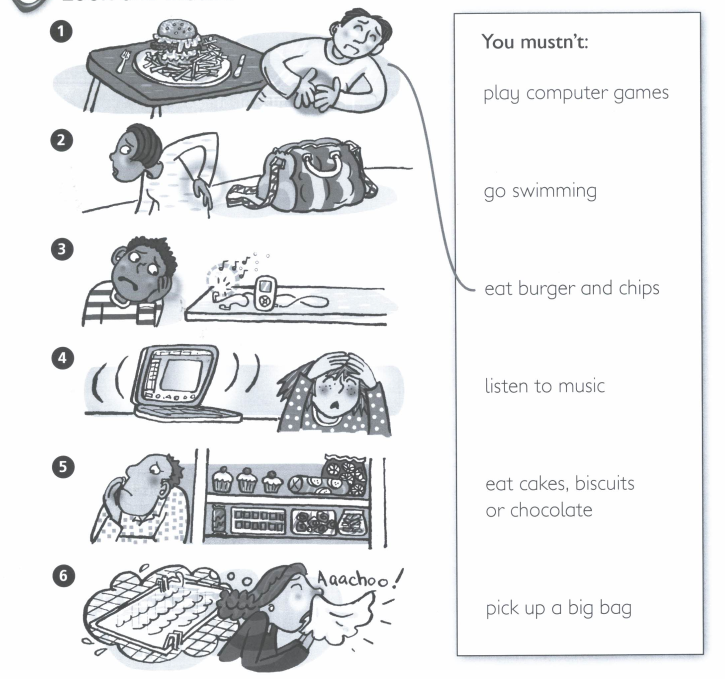 1
You mustn't:
play computer games
2
go swimming
3
eat burger and chips
4
listen to music
5
eat cakes, biscuits
or chocolate
6
Aaachoo!
pick up a big bag